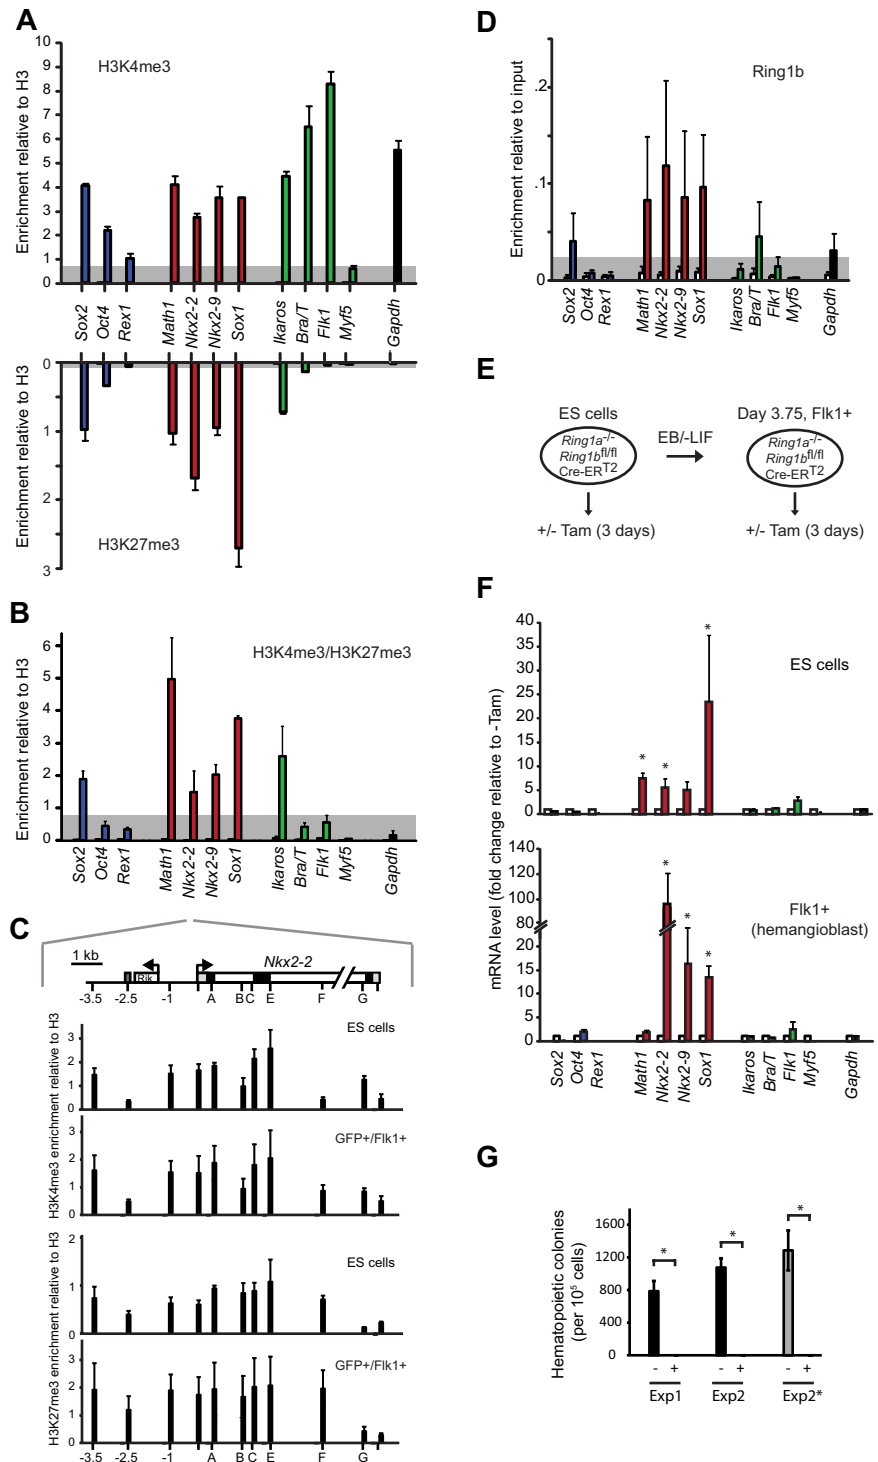 A
H3K4me3
Enrichment relative to H3
10
9
8
7
6
5
4
3
2
1
0
Sox2 Oct4 Rex1 Math1 Nkx2-2 Nkx2-9 Sox1 Ikaros Bra/T Flk1 Myf5 Gapdh
Enrichment relative to H3
0
1
2
3
H3K27me3
B
H3K4me3/H3K27me3
Enrichment relative to H3
6
5
4
3
2
1
0
Sox2 Oct4 Rex1 Math1 Nkx2-2 Nkx2-9 Sox1 Ikaros Bra/T Flk1 Myf5 Gapdh
C
1 kb
Nkx2-2
Rik
-3.5 -2.5 -1 A B C E F G
H3K4me3 enrichment relative to H3
ES cells
3
2
1
0
GFP+/Flk1+
3
2
1
0
H3K27me3 enrichment relative to H3
ES cells
2
1
0
GFP+/Flk1+
3
2
1
0
-3.5 -2.5 -1 A B C E F G
D
Ring1b
Enrichment relative to input
.2
.1
0
Sox2 Oct4 Rex1 Math1 Nkx2-2 Nkx2-9 Sox1 Ikaros Bra/T Flk1 Myf5 Gapdh
E
ES cells
Ring1a-/-
Ring1bfl/fl
Cre-ERT2
+/- Tam (3 days)
EB/-LIF
Day 3.75, Flk1+
Ring1a-/-
Ring1bfl/fl
Cre-ERT2
+/- Tam (3 days)
F
mRNA level (fold change relative to -Tam)
ES cells
40
35
30
25
20
15
10
5
0
* * *
Flk1+
(hemangioblast)
140
120
100
80
20
15
10
5
0
* * *
Sox2 Oct4 Rex1 Math1 Nkx2-2 Nkx2-9 Sox1 Ikaros Bra/T Flk1 Myf5 Gapdh
G
Hematopoietic colonies
(per 10⁵ cells)
1600
1200
800
400
0
* * *
- + - + - +
Exp1 Exp2 Exp2*